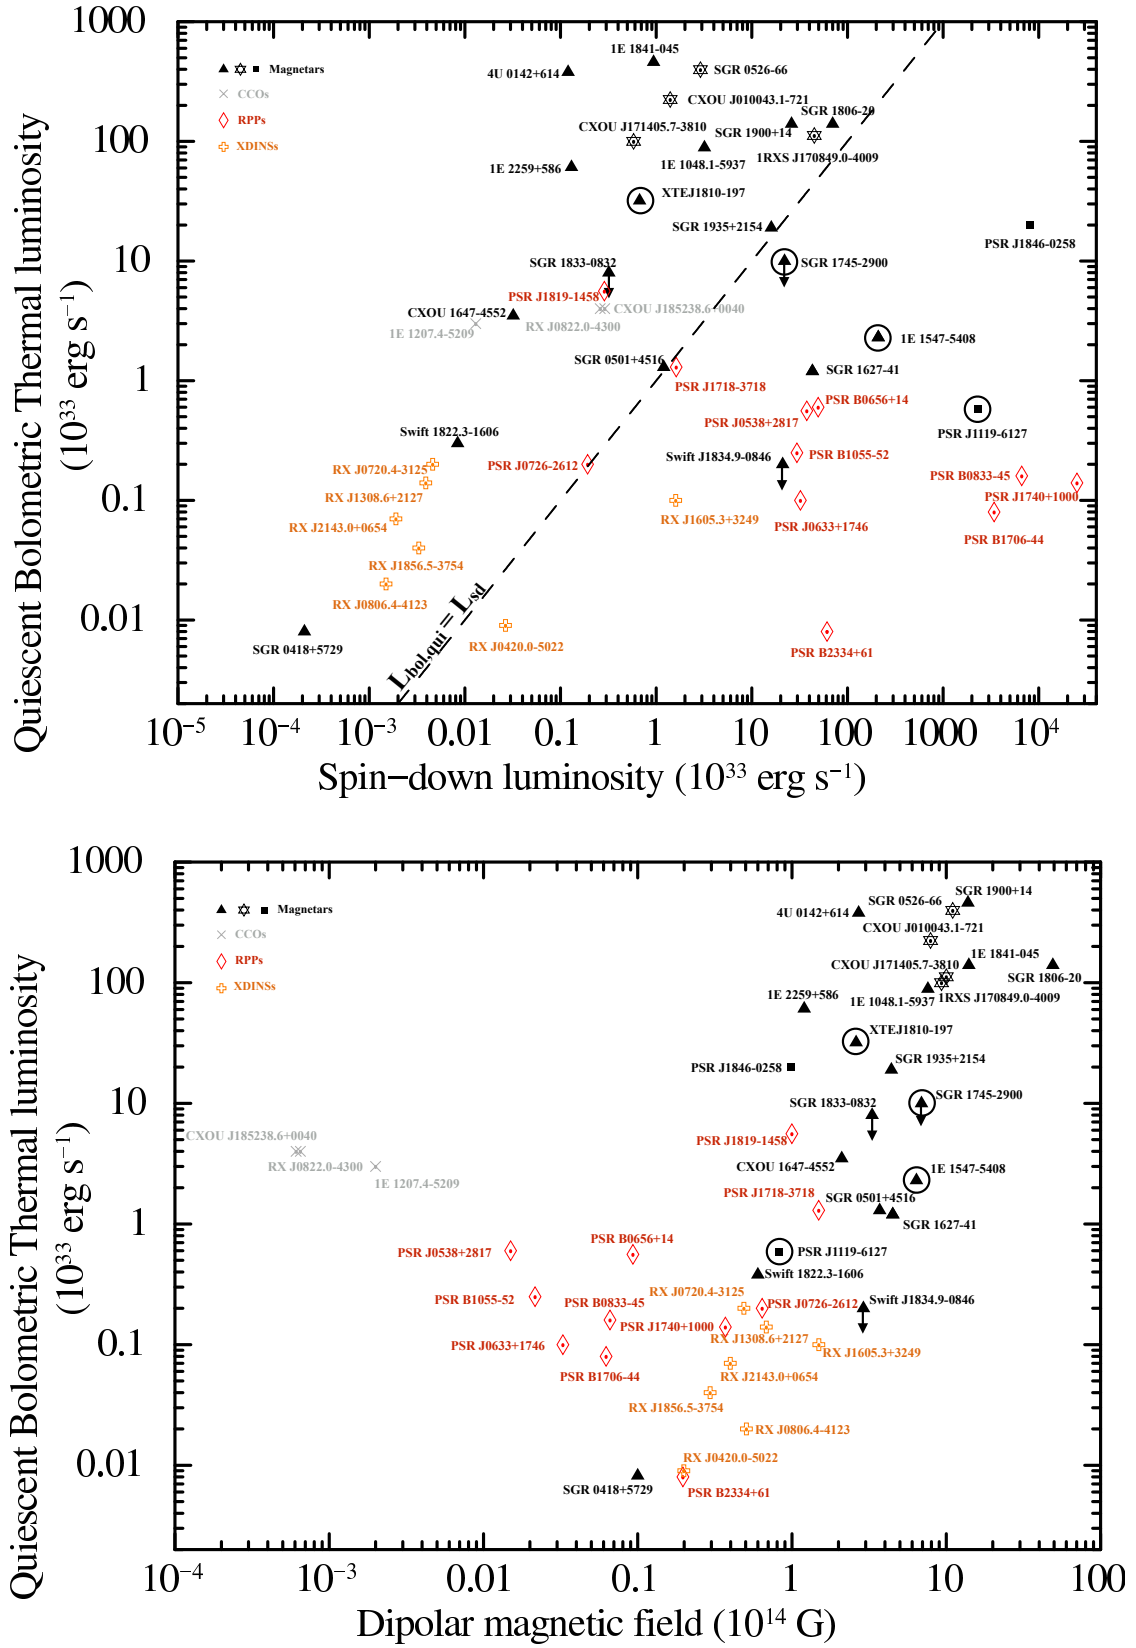 1000
100
10
1
0.1
0.01
Quiescent Bolometric Thermal luminosity
(10³³ erg s⁻¹)
Magnetars
CCOs
RPPs
XDINSs
1E 1841-045
4U 0142+614
SGR 0526-66
CXOU J010043.1-721
SGR 1806-20
CXOU J171405.7-3810
SGR 1900+14
1E 2259+586
1E 1048.1-5937
1RXS J170849.0-4009
XTEJ1810-197
SGR 1935+2154
PSR J1846-0258
SGR 1833-0832
SGR 1745-2900
PSR J1819-1458
CXOU 1647-4552
CXOU J185238.6+0040
1E 1207.4-5209
RX J0822.0-4300
1E 1547-5408
SGR 0501+4516
SGR 1627-41
PSR J1718-3718
PSR B0656+14
PSR J0538+2817
PSR J1119-6127
Swift 1822.3-1606
Swift J1834.9-0846
PSR B1055-52
RX J0720.4-3125
PSR J0726-2612
PSR B0833-45
RX J1308.6+2127
PSR J1740+1000
RX J2143.0+0654
RX J1605.3+3249
PSR J0633+1746
PSR B1706-44
RX J1856.5-3754
RX J0806.4-4123
SGR 0418+5729
RX J0420.0-5022
PSR B2334+61
L_bol,qui = L_sd
10⁻⁵ 10⁻⁴ 10⁻³ 0.01 0.1 1 10 100 1000 10⁴
Spin−down luminosity (10³³ erg s⁻¹)
1000
100
10
1
0.1
0.01
Quiescent Bolometric Thermal luminosity
(10³³ erg s⁻¹)
Magnetars
CCOs
RPPs
XDINSs
SGR 1900+14
SGR 0526-66
4U 0142+614
CXOU J010043.1-721
1E 1841-045
CXOU J171405.7-3810
SGR 1806-20
1E 2259+586
1E 1048.1-5937
1RXS J170849.0-4009
XTEJ1810-197
SGR 1935+2154
PSR J1846-0258
SGR 1745-2900
SGR 1833-0832
CXOU J185238.6+0040
PSR J1819-1458
RX J0822.0-4300
CXOU 1647-4552
1E 1547-5408
1E 1207.4-5209
PSR J1718-3718
SGR 0501+4516
SGR 1627-41
PSR B0656+14
PSR J0538+2817
PSR J1119-6127
Swift 1822.3-1606
RX J0720.4-3125
PSR B1055-52
PSR B0833-45
PSR J0726-2612
Swift J1834.9-0846
PSR J1740+1000
RX J1308.6+2127
PSR J0633+1746
RX J1605.3+3249
PSR B1706-44
RX J2143.0+0654
RX J1856.5-3754
RX J0806.4-4123
RX J0420.0-5022
SGR 0418+5729
PSR B2334+61
10⁻⁴ 10⁻³ 0.01 0.1 1 10 100
Dipolar magnetic field (10¹⁴ G)